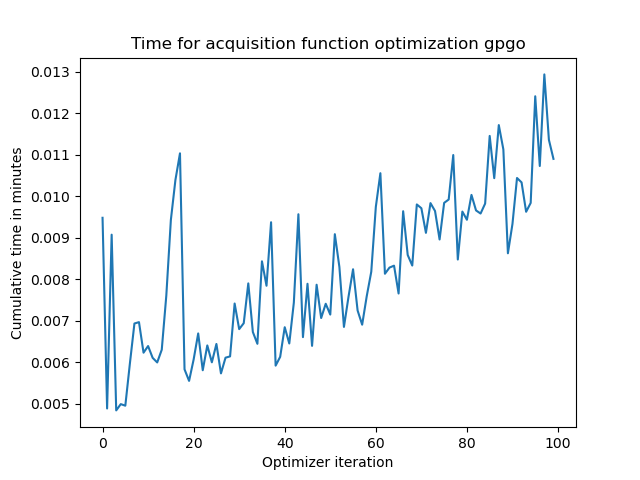 Time for acquisition function optimization gpgo
0.013
0.012
0.011
0.010
0.009
0.008
0.007
0.006
0.005
Cumulative time in minutes
0 20 40 60 80 100
Optimizer iteration